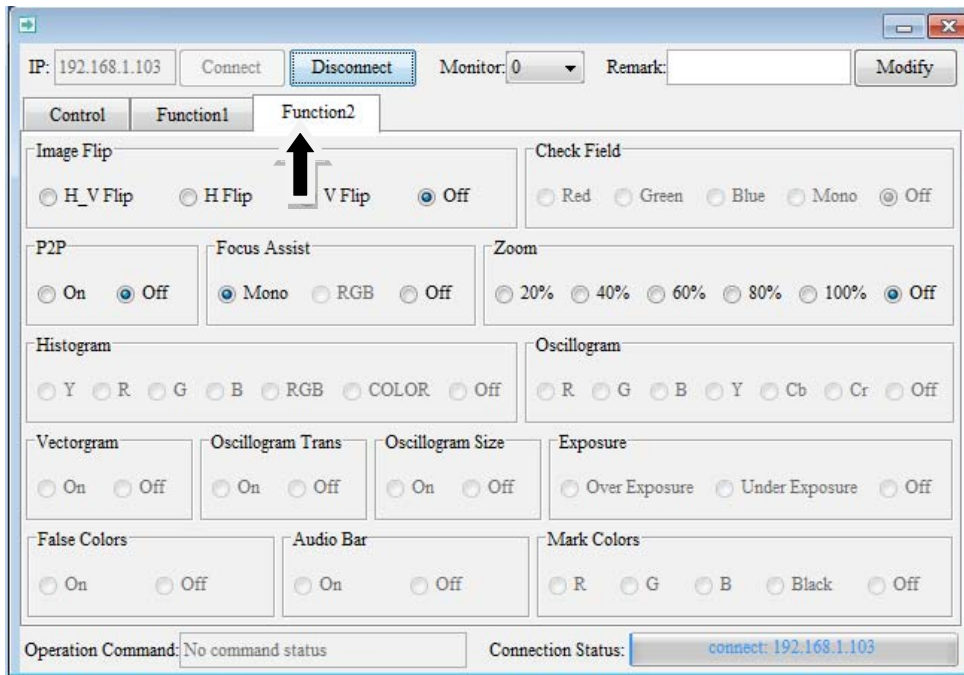 IP: 192.168.1.103 Connect Disconnect Monitor: 0 Remark: Modify
Control Function1 Function2
Image Flip Check Field
H_V Flip H Flip V Flip Off Red Green Blue Mono Off
P2P Focus Assist Zoom
On Off Mono RGB Off 20% 40% 60% 80% 100% Off
Histogram Oscillogram
Y R G B RGB COLOR Off R G B Y Cb Cr Off
Vectorgram Oscillogram Trans Oscillogram Size Exposure
On Off On Off On Off Over Exposure Under Exposure Off
False Colors Audio Bar Mark Colors
On Off On Off R G B Black Off
Operation Command: No command status Connection Status: connect: 192.168.1.103